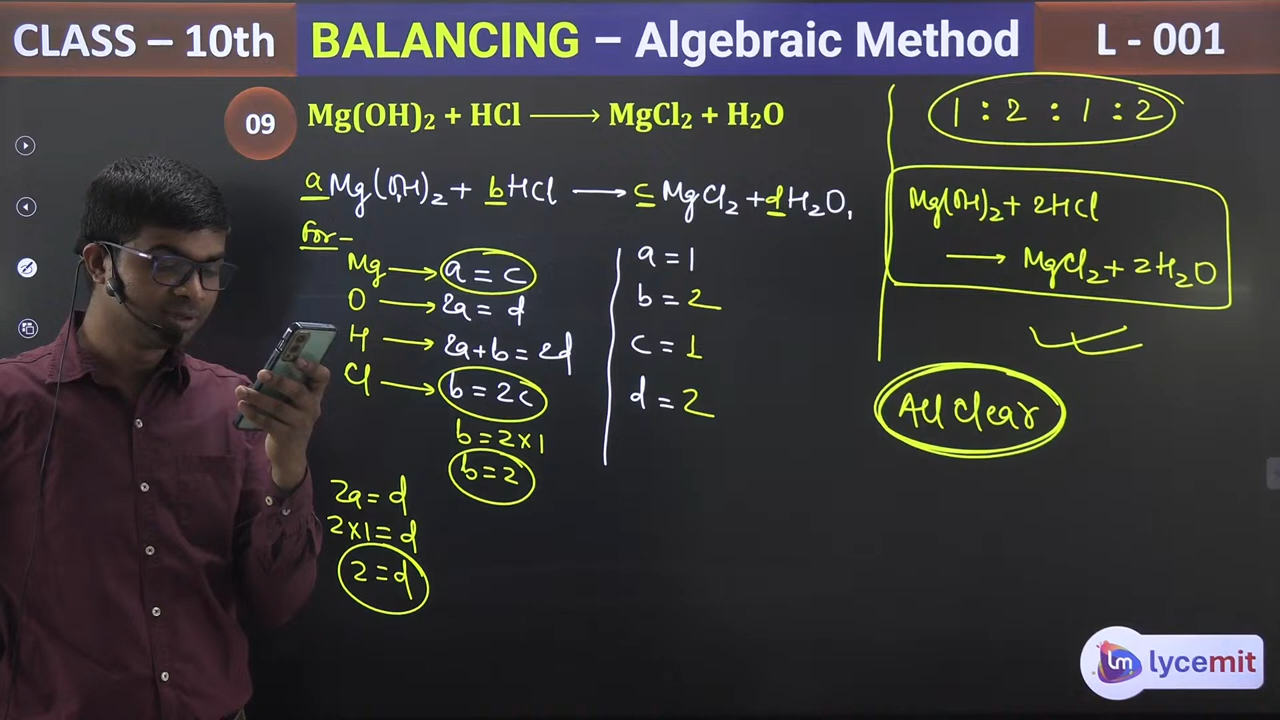 CLASS – 10th
BALANCING – Algebraic Method
L - 001
09
Mg(OH)₂ + HCl ⟶ MgCl₂ + H₂O
aMg(OH)₂ + bHCl ⟶ cMgCl₂ + dH₂O,
For-
Mg ⟶ a = c
O ⟶ 2a = d
H ⟶ 2a+b = 2d
Cl ⟶ b = 2c
b = 2×1
b = 2
2a = d
2×1 = d
2 = d
a = 1
b = 2
c = 1
d = 2
1 : 2 : 1 : 2
Mg(OH)₂ + 2HCl
⟶ MgCl₂ + 2H₂O
All Clear
lm lycemit